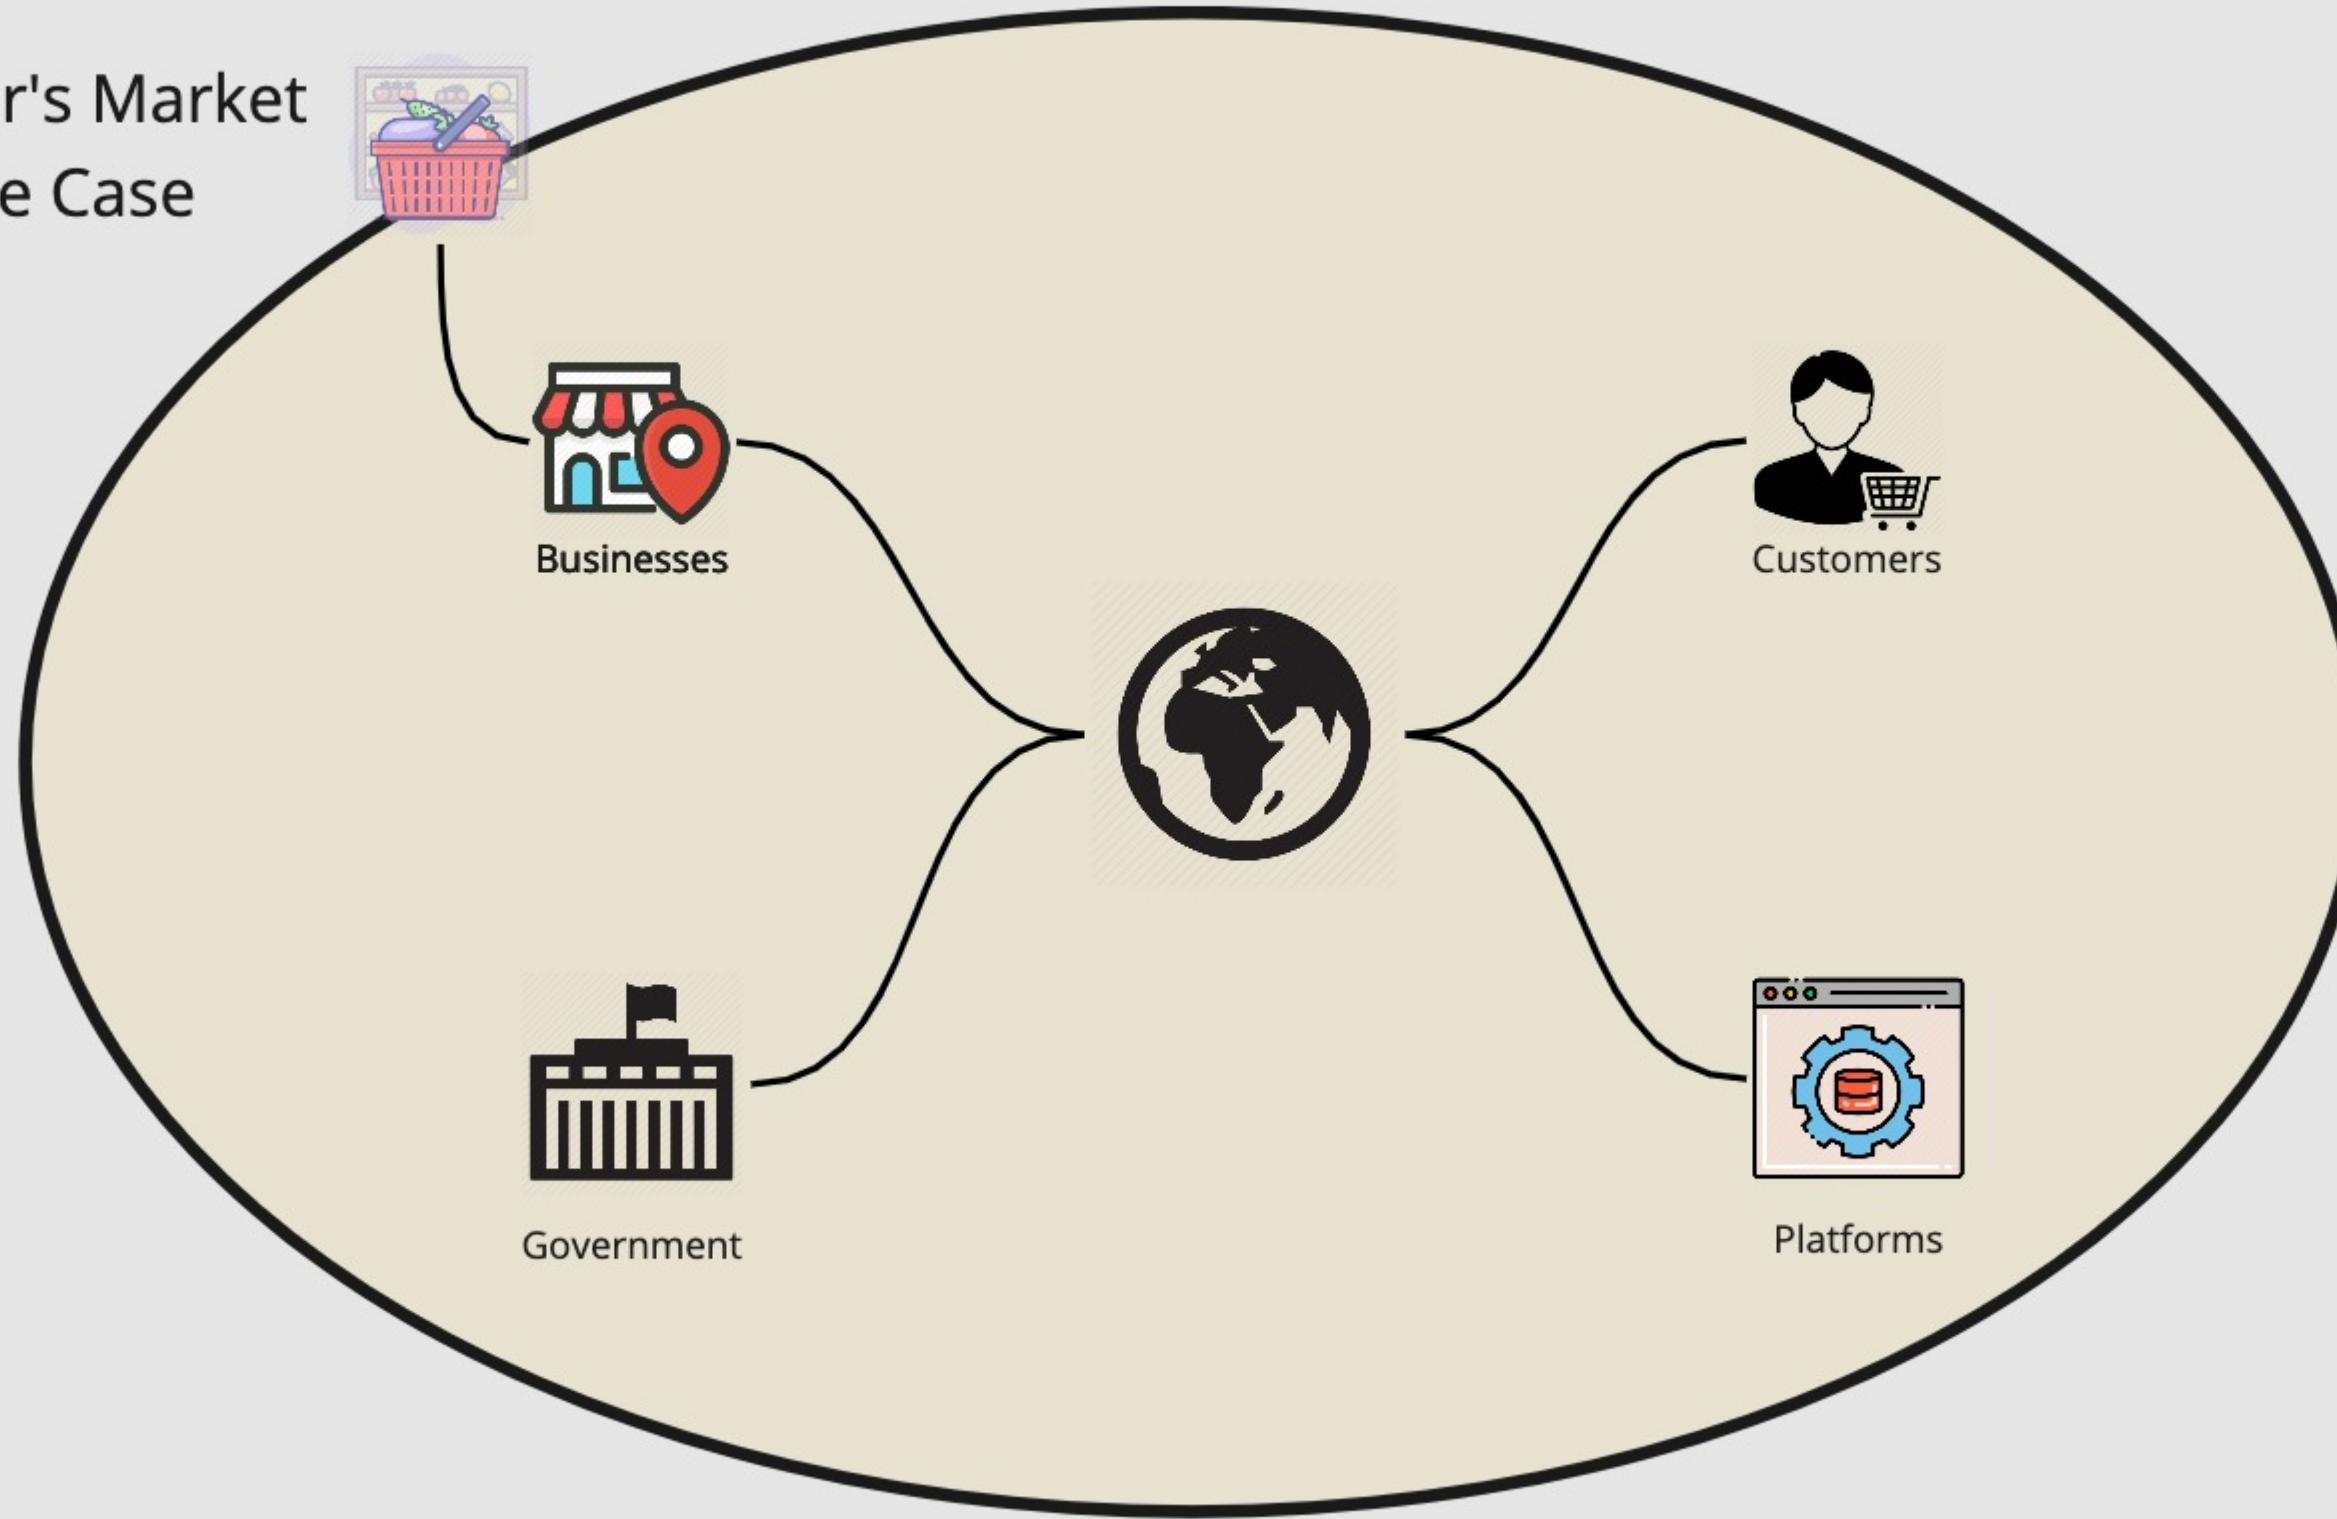 r's Market
e Case
Businesses
Customers
Government
Platforms